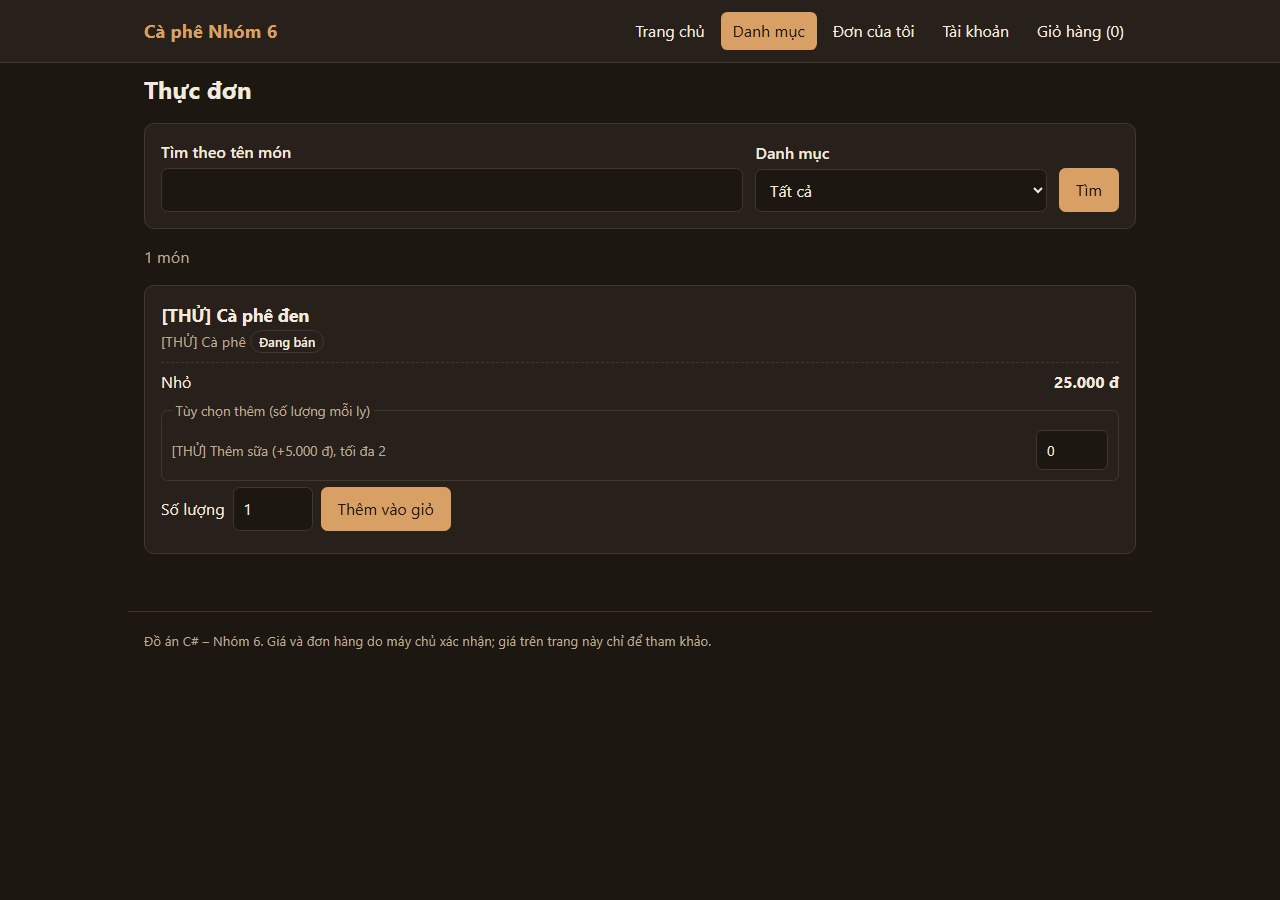 Cà phê Nhóm 6
Trang chủ Danh mục Đơn của tôi Tài khoản Giỏ hàng (0)
Thực đơn
Tìm theo tên món
Danh mục
Tất cả
Tìm
1 món
[THỬ] Cà phê đen
[THỬ] Cà phê Đang bán
Nhỏ 25.000 đ
Tùy chọn thêm (số lượng mỗi ly)
[THỬ] Thêm sữa (+5.000 đ), tối đa 2 0
Số lượng 1 Thêm vào giỏ
Đồ án C# – Nhóm 6. Giá và đơn hàng do máy chủ xác nhận; giá trên trang này chỉ để tham khảo.